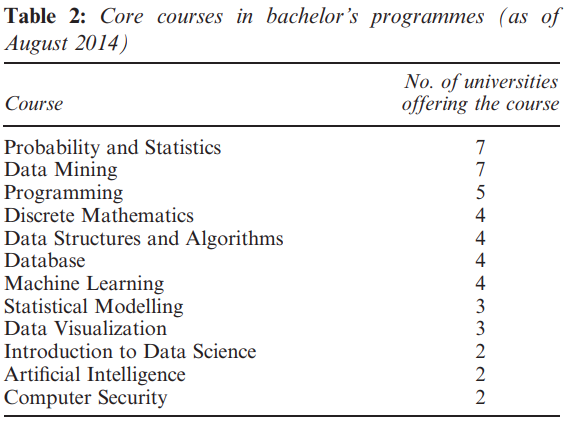 Table 2: Core courses in bachelor's programmes (as of
August 2014)
No. of universities
Course offering the course
Probability and Statistics 7
Data Mining 7
Programming 5
Discrete Mathematics 4
Data Structures and Algorithms 4
Database 4
Machine Learning 4
Statistical Modelling 3
Data Visualization 3
Introduction to Data Science 2
Artificial Intelligence 2
Computer Security 2